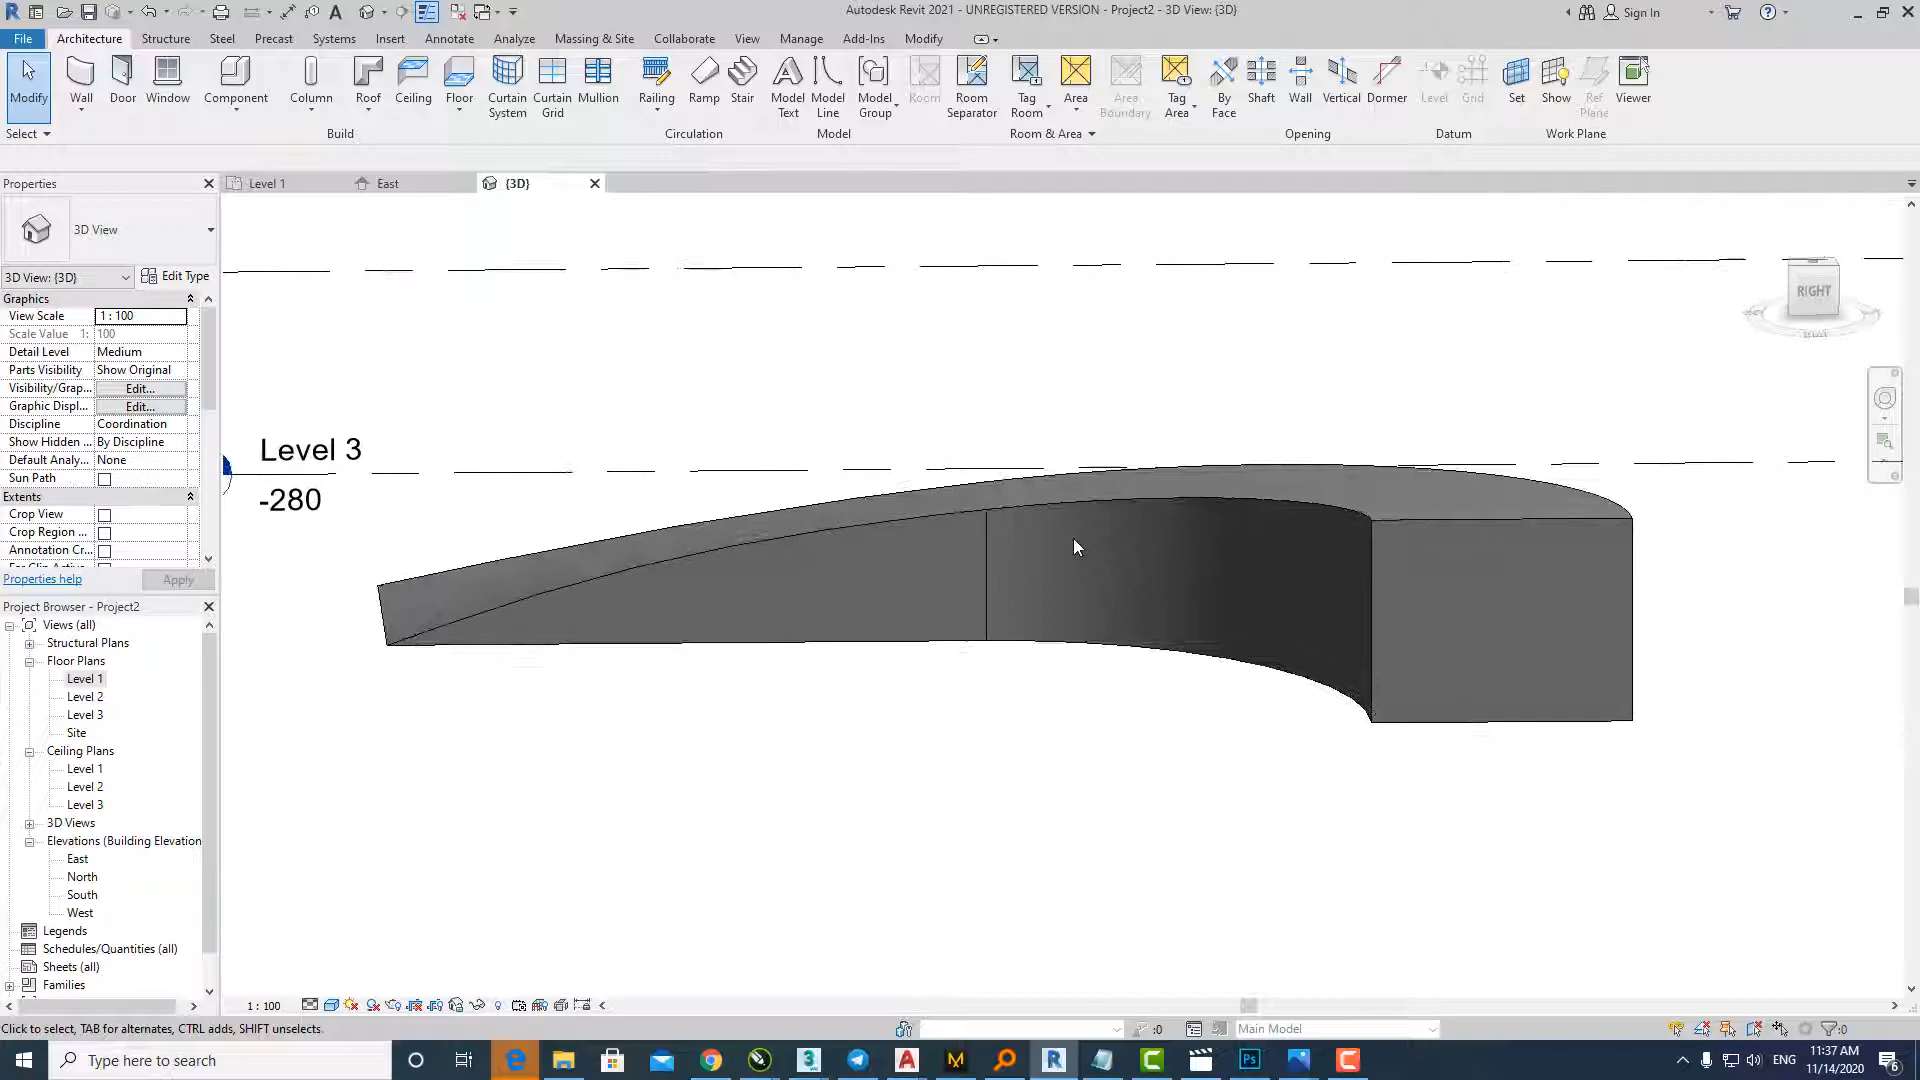 Autodesk Revit 2021 - UNREGISTERED VERSION - Project2 - 3D View: {3D}
Sign In
File
Architecture
Structure
Steel
Precast
Systems
Insert
Annotate
Analyze
Massing & Site
Collaborate
View
Manage
Add-Ins
Modify
Modify
Wall
Door
Window
Component
Column
Roof
Ceiling
Floor
Curtain System
Curtain Grid
Mullion
Railing
Ramp
Stair
Model Text
Model Line
Model Group
Room
Room Separator
Tag Room
Area
Area Boundary
Tag Area
By Face
Shaft
Wall
Vertical
Dormer
Level
Grid
Set
Show
Ref Plane
Viewer
Select
Build
Circulation
Model
Room & Area
Opening
Datum
Work Plane
Properties
Level 1
East
{3D}
3D View
3D View: {3D}
Edit Type
Graphics
View Scale
1 : 100
Scale Value 1:
100
Detail Level
Medium
Parts Visibility
Show Original
Visibility/Grap...
Edit...
Graphic Displ...
Edit...
Discipline
Coordination
Show Hidden ...
By Discipline
Default Analy...
None
Sun Path
Extents
Crop View
Crop Region ...
Annotation Cr...
Properties help
Apply
Project Browser - Project2
Views (all)
Structural Plans
Floor Plans
Level 1
Level 2
Level 3
Site
Ceiling Plans
Level 1
Level 2
Level 3
3D Views
Elevations (Building Elevation
East
North
South
West
Legends
Schedules/Quantities (all)
Sheets (all)
Families
Level 3
-280
RIGHT
1 : 100
Click to select, TAB for alternates, CTRL adds, SHIFT unselects.
:0
Main Model
:0
Type here to search
ENG
11:37 AM
11/14/2020
6